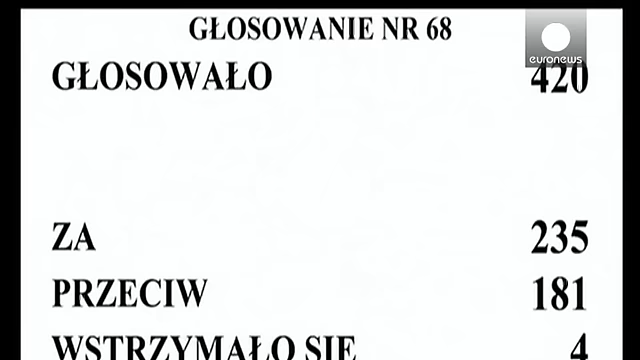 GŁOSOWANIE NR 68
euronews
GŁOSOWAŁO 420
ZA 235
PRZECIW 181
WSTRZYMAŁO SIĘ 4